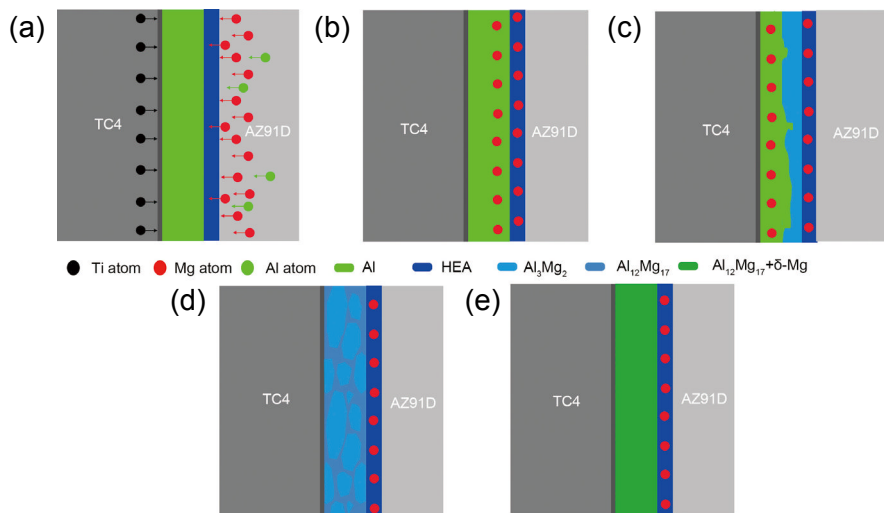 (a)
(b)
(c)
TC4
AZ91D
TC4
AZ91D
TC4
AZ91D
Ti atom Mg atom Al atom Al HEA Al₃Mg₂ Al₁₂Mg₁₇ Al₁₂Mg₁₇+δ-Mg
(d)
(e)
TC4
AZ91D
TC4
AZ91D